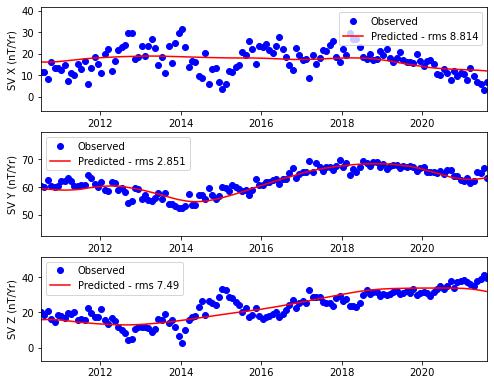 SV X (nT/Yr)
40
30
20
10
0
Observed
Predicted - rms 8.814
2012
2014
2016
2018
2020
SV Y (nT/Yr)
70
60
50
Observed
Predicted - rms 2.851
2012
2014
2016
2018
2020
SV Z (nT/Yr)
40
20
0
Observed
Predicted - rms 7.49
2012
2014
2016
2018
2020